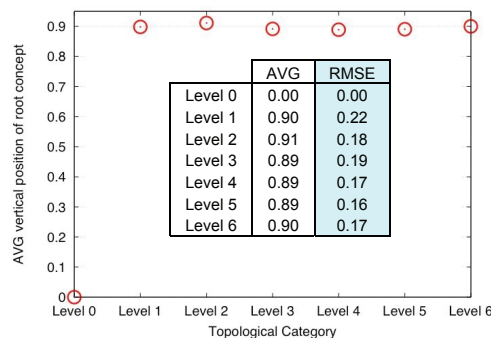 0.9
0.8
0.7
0.6
0.5
0.4
0.3
0.2
0.1
0
AVG vertical position of root concept
AVG RMSE
Level 0 0.00 0.00
Level 1 0.90 0.22
Level 2 0.91 0.18
Level 3 0.89 0.19
Level 4 0.89 0.17
Level 5 0.89 0.16
Level 6 0.90 0.17
Level 0 Level 1 Level 2 Level 3 Level 4 Level 5 Level 6
Topological Category